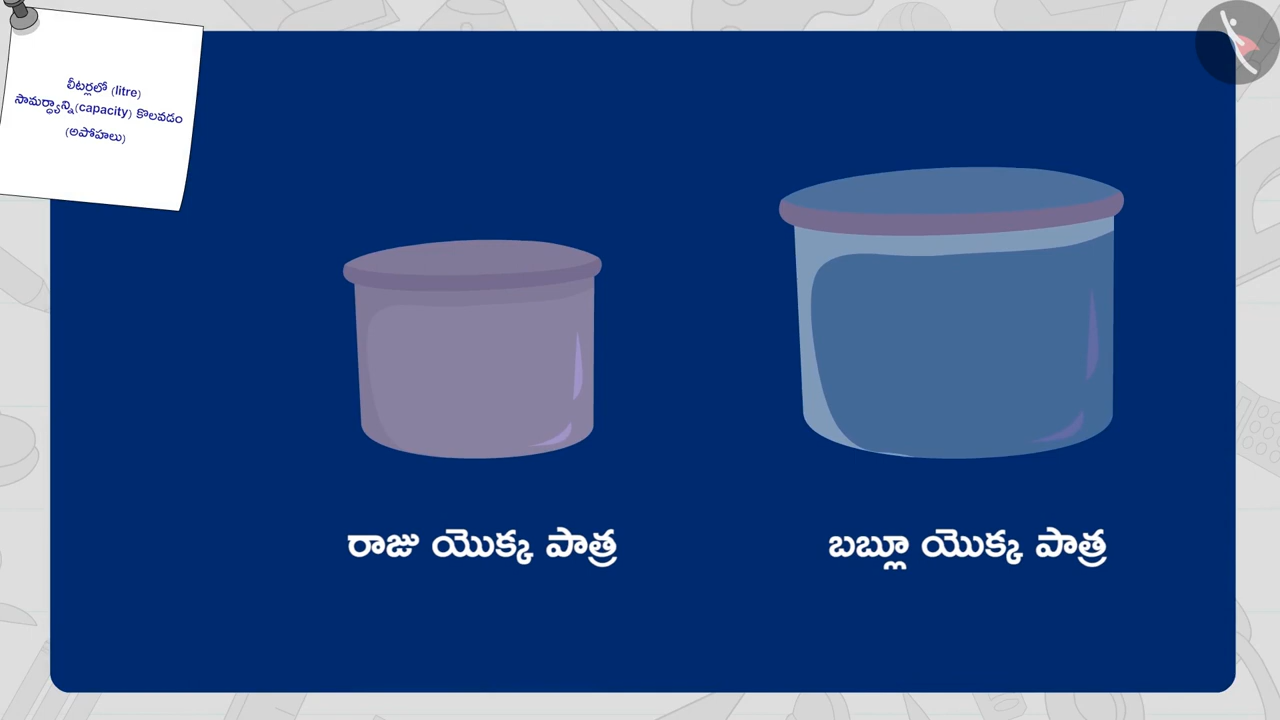 లీటర్లలో (litre)
సామర్థ్యాన్ని(capacity) కొలవడం
(అపోహలు)
రాజు యొక్క పాత్ర
బబ్లూ యొక్క పాత్ర